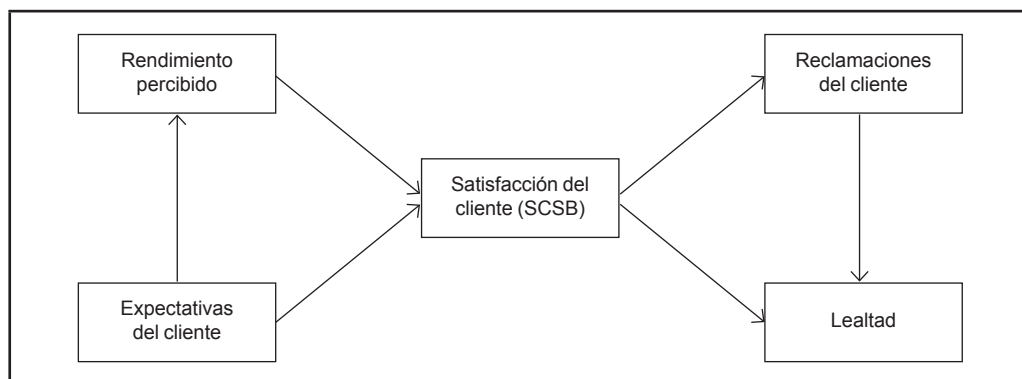 Rendimiento
percibido
Reclamaciones
del cliente
Satisfacción del
cliente (SCSB)
Expectativas
del cliente
Lealtad